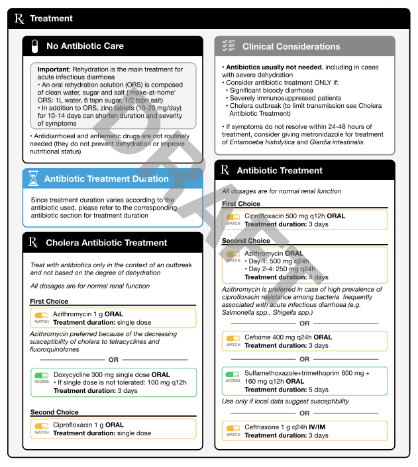 Rx Treatment
No Antibiotic Care
Important: Rehydration is the main treatment for
acute infectious diarrhoea
• An oral rehydration solution (ORS) is composed
of clean water, sugar and salt ['make-at-home'
ORS: 1L water, 6 tspn sugar, 1/2 tspn salt)
• In addition to ORS, zinc tablets (10-20 mg/day)
for 10-14 days can shorten duration and severity
of symptoms
• Antidiarrheal and antiemetic drugs are not routinely
needed (they do not prevent dehydration or improve
nutritional status)
Antibiotic Treatment Duration
Since treatment duration varies according to the
antibiotic used, please refer to the corresponding
antibiotic section for treatment duration
Rx Cholera Antibiotic Treatment
Treat with antibiotics only in the context of an outbreak
and not based on the degree of dehydration
All dosages are for normal renal function
First Choice
Azithromycin 1 g ORAL
WATCH Treatment duration: single dose
Azithromycin preferred because of the decreasing
susceptibility of cholera to tetracyclines and
fluoroquinolones
OR
Doxycycline 300 mg single dose ORAL
ACCESS • If single dose is not tolerated: 100 mg q12h
Treatment duration: 3 days
Second Choice
Ciprofloxacin 1 g ORAL
WATCH Treatment duration: single dose
Clinical Considerations
• Antibiotics usually not needed, including in cases
with severe dehydration
• Consider antibiotic treatment ONLY if:
• Significant bloody diarrhoea
• Severely immunosuppressed patients
• Cholera outbreak (to limit transmission see Cholera
Antibiotic Treatment)
• If symptoms do not resolve within 24-48 hours of
treatment, consider giving metronidazole for treatment
of Entamoeba histolytica and Giardia intestinalis
Rx Antibiotic Treatment
All dosages are for normal renal function
First Choice
Ciprofloxacin 500 mg q12h ORAL
WATCH Treatment duration: 3 days
Second Choice
Azithromycin ORAL
WATCH • Day 1: 500 mg q24h
• Day 2-4: 250 mg q24h
Treatment duration: 4 days
Azithromycin is preferred in case of high prevalence of
ciprofloxacin resistance among bacteria frequently
associated with acute infectious diarrhoea (e.g.
Salmonella spp., Shigella spp.)
OR
Cefixime 400 mg q24h ORAL
WATCH Treatment duration: 3 days
OR
Sulfamethoxazole+trimethoprim 800 mg +
ACCESS 160 mg q12h ORAL
Treatment duration: 5 days
Use only if local data suggest susceptibility
OR
Ceftriaxone 1 g q24h IV/IM
WATCH Treatment duration: 3 days
DRAFT